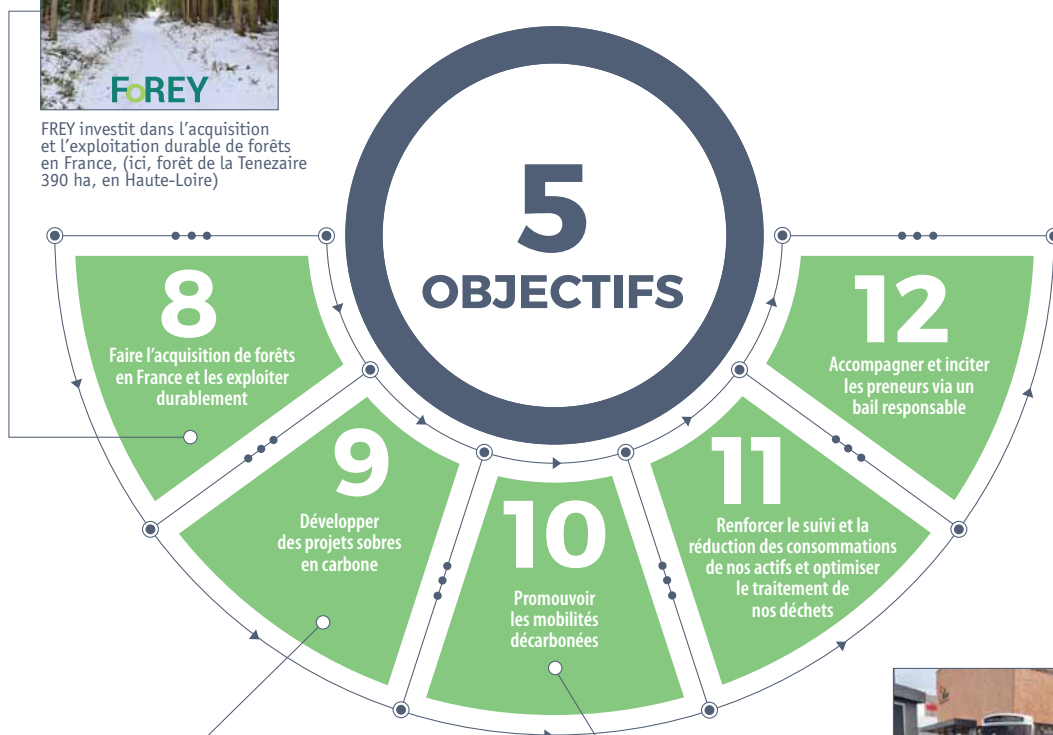 FOREY
FREY investit dans l’acquisition
et l’exploitation durable de forêts
en France, (ici, forêt de la Tenezaire
390 ha, en Haute-Loire)
5
OBJECTIFS
8
Faire l’acquisition de forêts
en France et les exploiter
durablement
9
Développer
des projets sobres
en carbone
10
Promouvoir
les mobilités
décarbonées
11
Renforcer le suivi et la
réduction des consommations
de nos actifs et optimiser
le traitement de
nos déchets
12
Accompagner et inciter
les preneurs via un
bail responsable